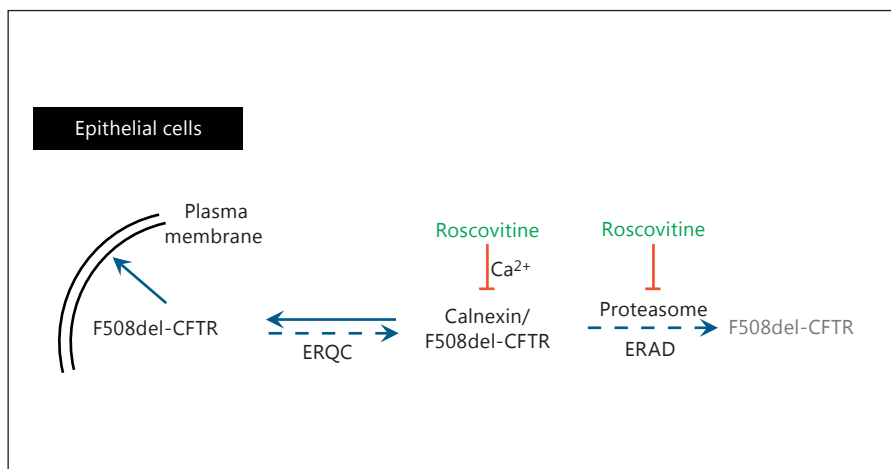 Epithelial cells
Plasma
membrane
Roscovitine
Roscovitine
Ca²⁺
F508del-CFTR
Calnexin/
F508del-CFTR
Proteasome
F508del-CFTR
ERQC
ERAD